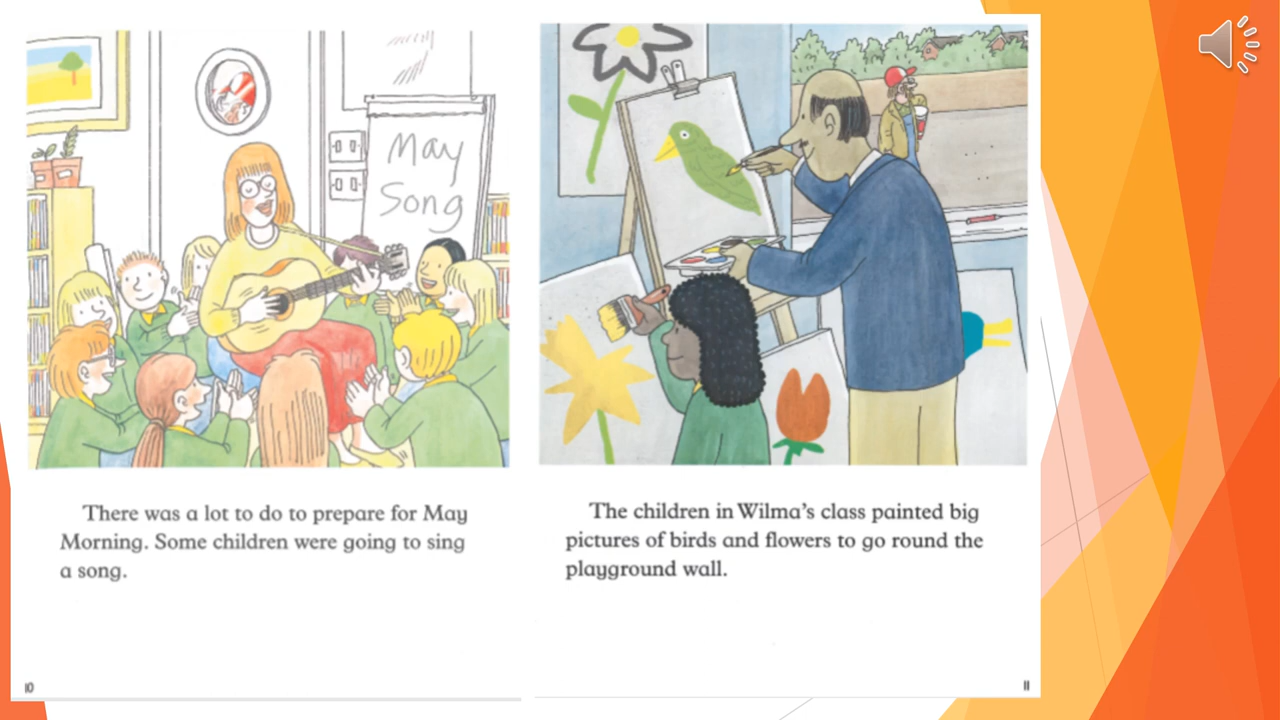 May
Song
There was a lot to do to prepare for May
Morning. Some children were going to sing
a song.
10
The children in Wilma's class painted big
pictures of birds and flowers to go round the
playground wall.
11